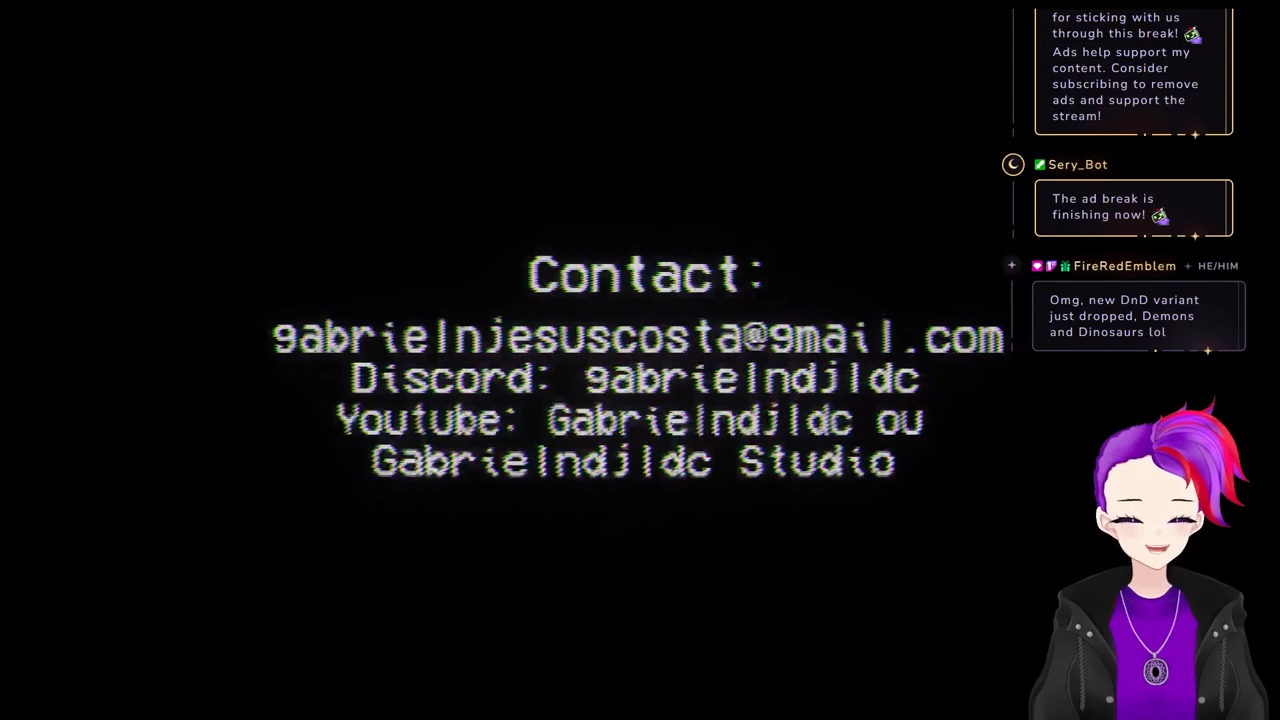 Contact:
gabrielnjesuscosta@gmail.com
Discord: gabrielndjldc
Youtube: Gabrielndjldc ou
Gabrielndjldc Studio
for sticking with us
through this break!
Ads help support my
content. Consider
subscribing to remove
ads and support the
stream!
Sery_Bot
The ad break is
finishing now!
FireRedEmblem HE/HIM
Omg, new DnD variant
just dropped, Demons
and Dinosaurs lol